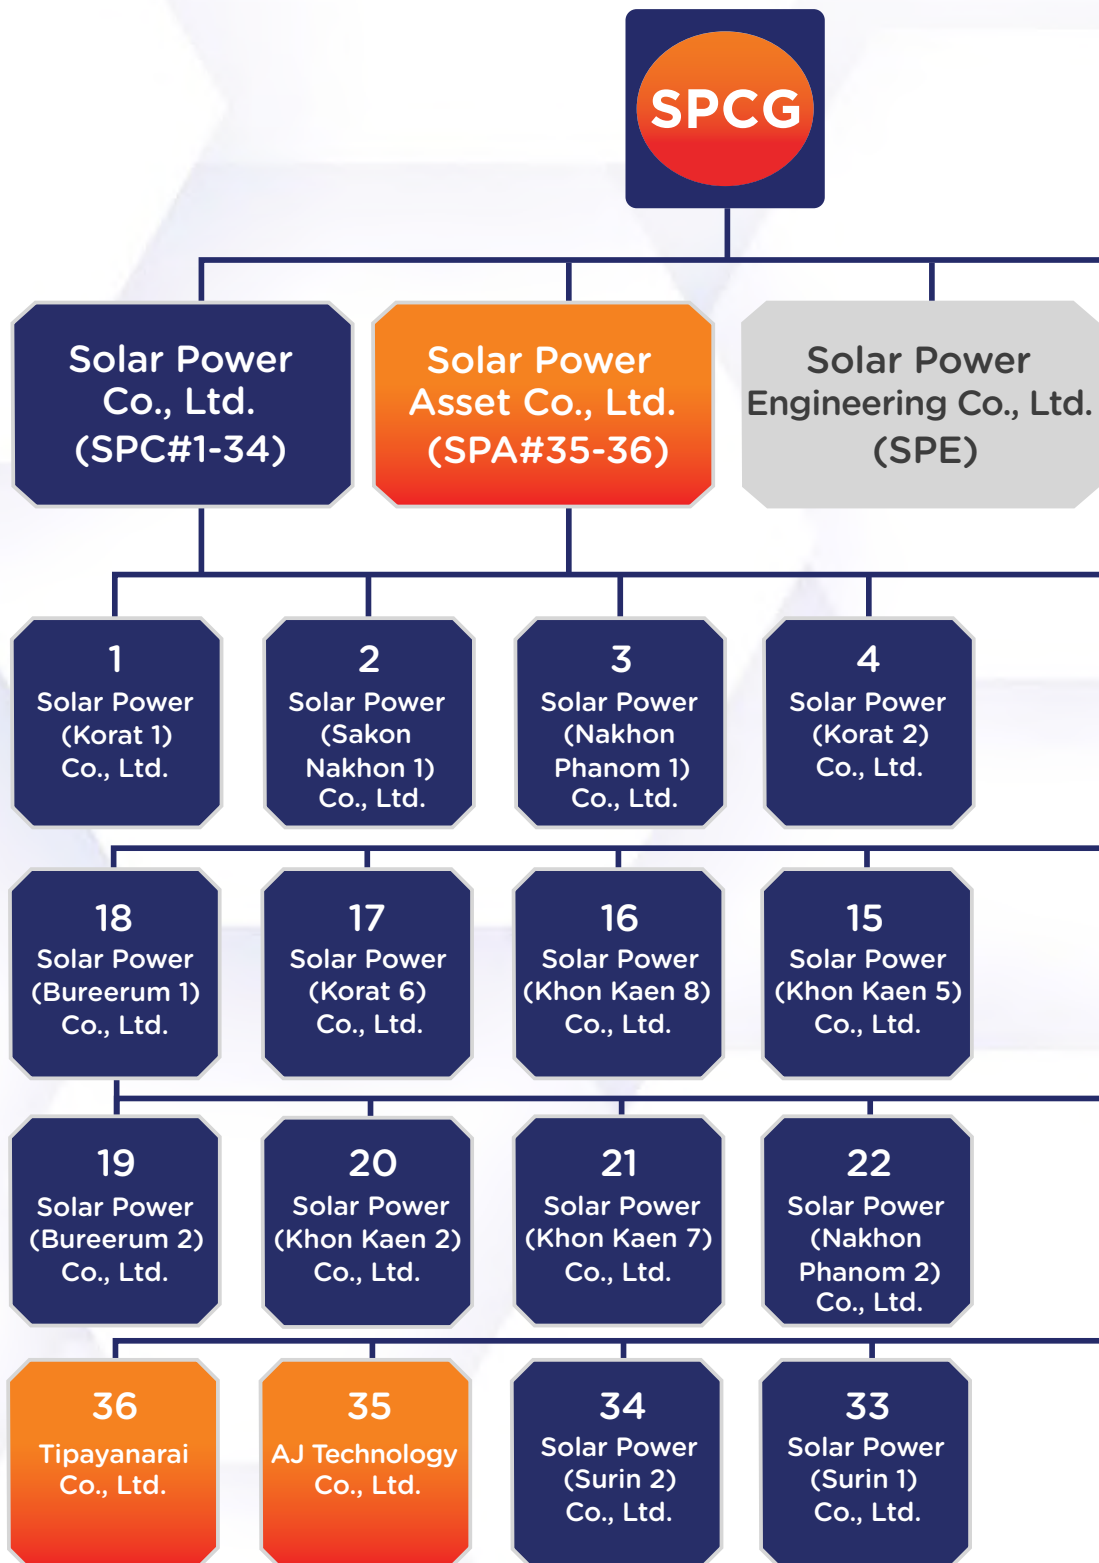 SPCG
Solar Power
Co., Ltd.
(SPC#1-34)
Solar Power
Asset Co., Ltd.
(SPA#35-36)
Solar Power
Engineering Co., Ltd.
(SPE)
1
Solar Power
(Korat 1)
Co., Ltd.
2
Solar Power
(Sakon
Nakhon 1)
Co., Ltd.
3
Solar Power
(Nakhon
Phanom 1)
Co., Ltd.
4
Solar Power
(Korat 2)
Co., Ltd.
18
Solar Power
(Bureerum 1)
Co., Ltd.
17
Solar Power
(Korat 6)
Co., Ltd.
16
Solar Power
(Khon Kaen 8)
Co., Ltd.
15
Solar Power
(Khon Kaen 5)
Co., Ltd.
19
Solar Power
(Bureerum 2)
Co., Ltd.
20
Solar Power
(Khon Kaen 2)
Co., Ltd.
21
Solar Power
(Khon Kaen 7)
Co., Ltd.
22
Solar Power
(Nakhon
Phanom 2)
Co., Ltd.
36
Tipayanarai
Co., Ltd.
35
AJ Technology
Co., Ltd.
34
Solar Power
(Surin 2)
Co., Ltd.
33
Solar Power
(Surin 1)
Co., Ltd.